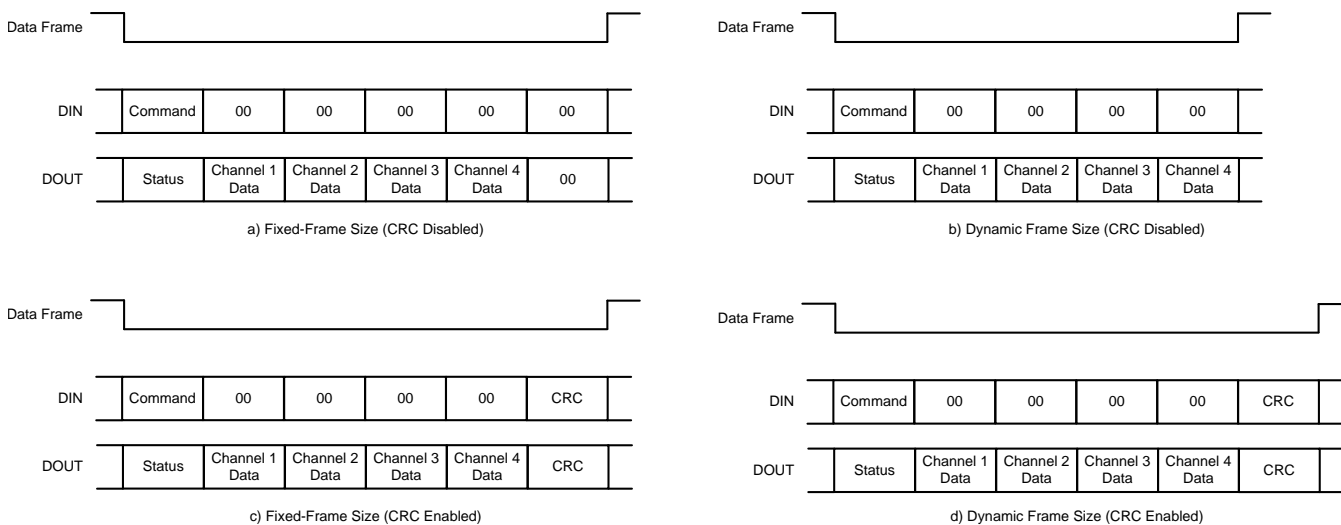 Data Frame
DIN Command 00 00 00 00 00
DOUT Status Channel 1 Data Channel 2 Data Channel 3 Data Channel 4 Data 00
a) Fixed-Frame Size (CRC Disabled)
Data Frame
DIN Command 00 00 00 00
DOUT Status Channel 1 Data Channel 2 Data Channel 3 Data Channel 4 Data
b) Dynamic Frame Size (CRC Disabled)
Data Frame
DIN Command 00 00 00 00 CRC
DOUT Status Channel 1 Data Channel 2 Data Channel 3 Data Channel 4 Data CRC
c) Fixed-Frame Size (CRC Enabled)
Data Frame
DIN Command 00 00 00 00 CRC
DOUT Status Channel 1 Data Channel 2 Data Channel 3 Data Channel 4 Data CRC
d) Dynamic Frame Size (CRC Enabled)